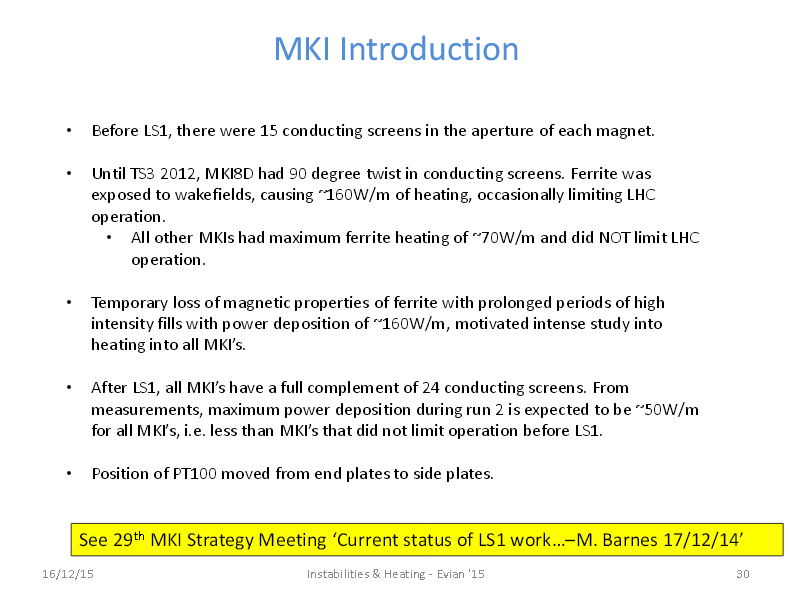 MKI Introduction
• Before LS1, there were 15 conducting screens in the aperture of each magnet.
• Until TS3 2012, MKI8D had 90 degree twist in conducting screens. Ferrite was
exposed to wakefields, causing ~160W/m of heating, occasionally limiting LHC
operation.
• All other MKIs had maximum ferrite heating of ~70W/m and did NOT limit LHC
operation.
• Temporary loss of magnetic properties of ferrite with prolonged periods of high
intensity fills with power deposition of ~160W/m, motivated intense study into
heating into all MKI’s.
• After LS1, all MKI’s have a full complement of 24 conducting screens. From
measurements, maximum power deposition during run 2 is expected to be ~50W/m
for all MKI’s, i.e. less than MKI’s that did not limit operation before LS1.
• Position of PT100 moved from end plates to side plates.
See 29th MKI Strategy Meeting ‘Current status of LS1 work…–M. Barnes 17/12/14’
16/12/15 Instabilities & Heating - Evian '15 30